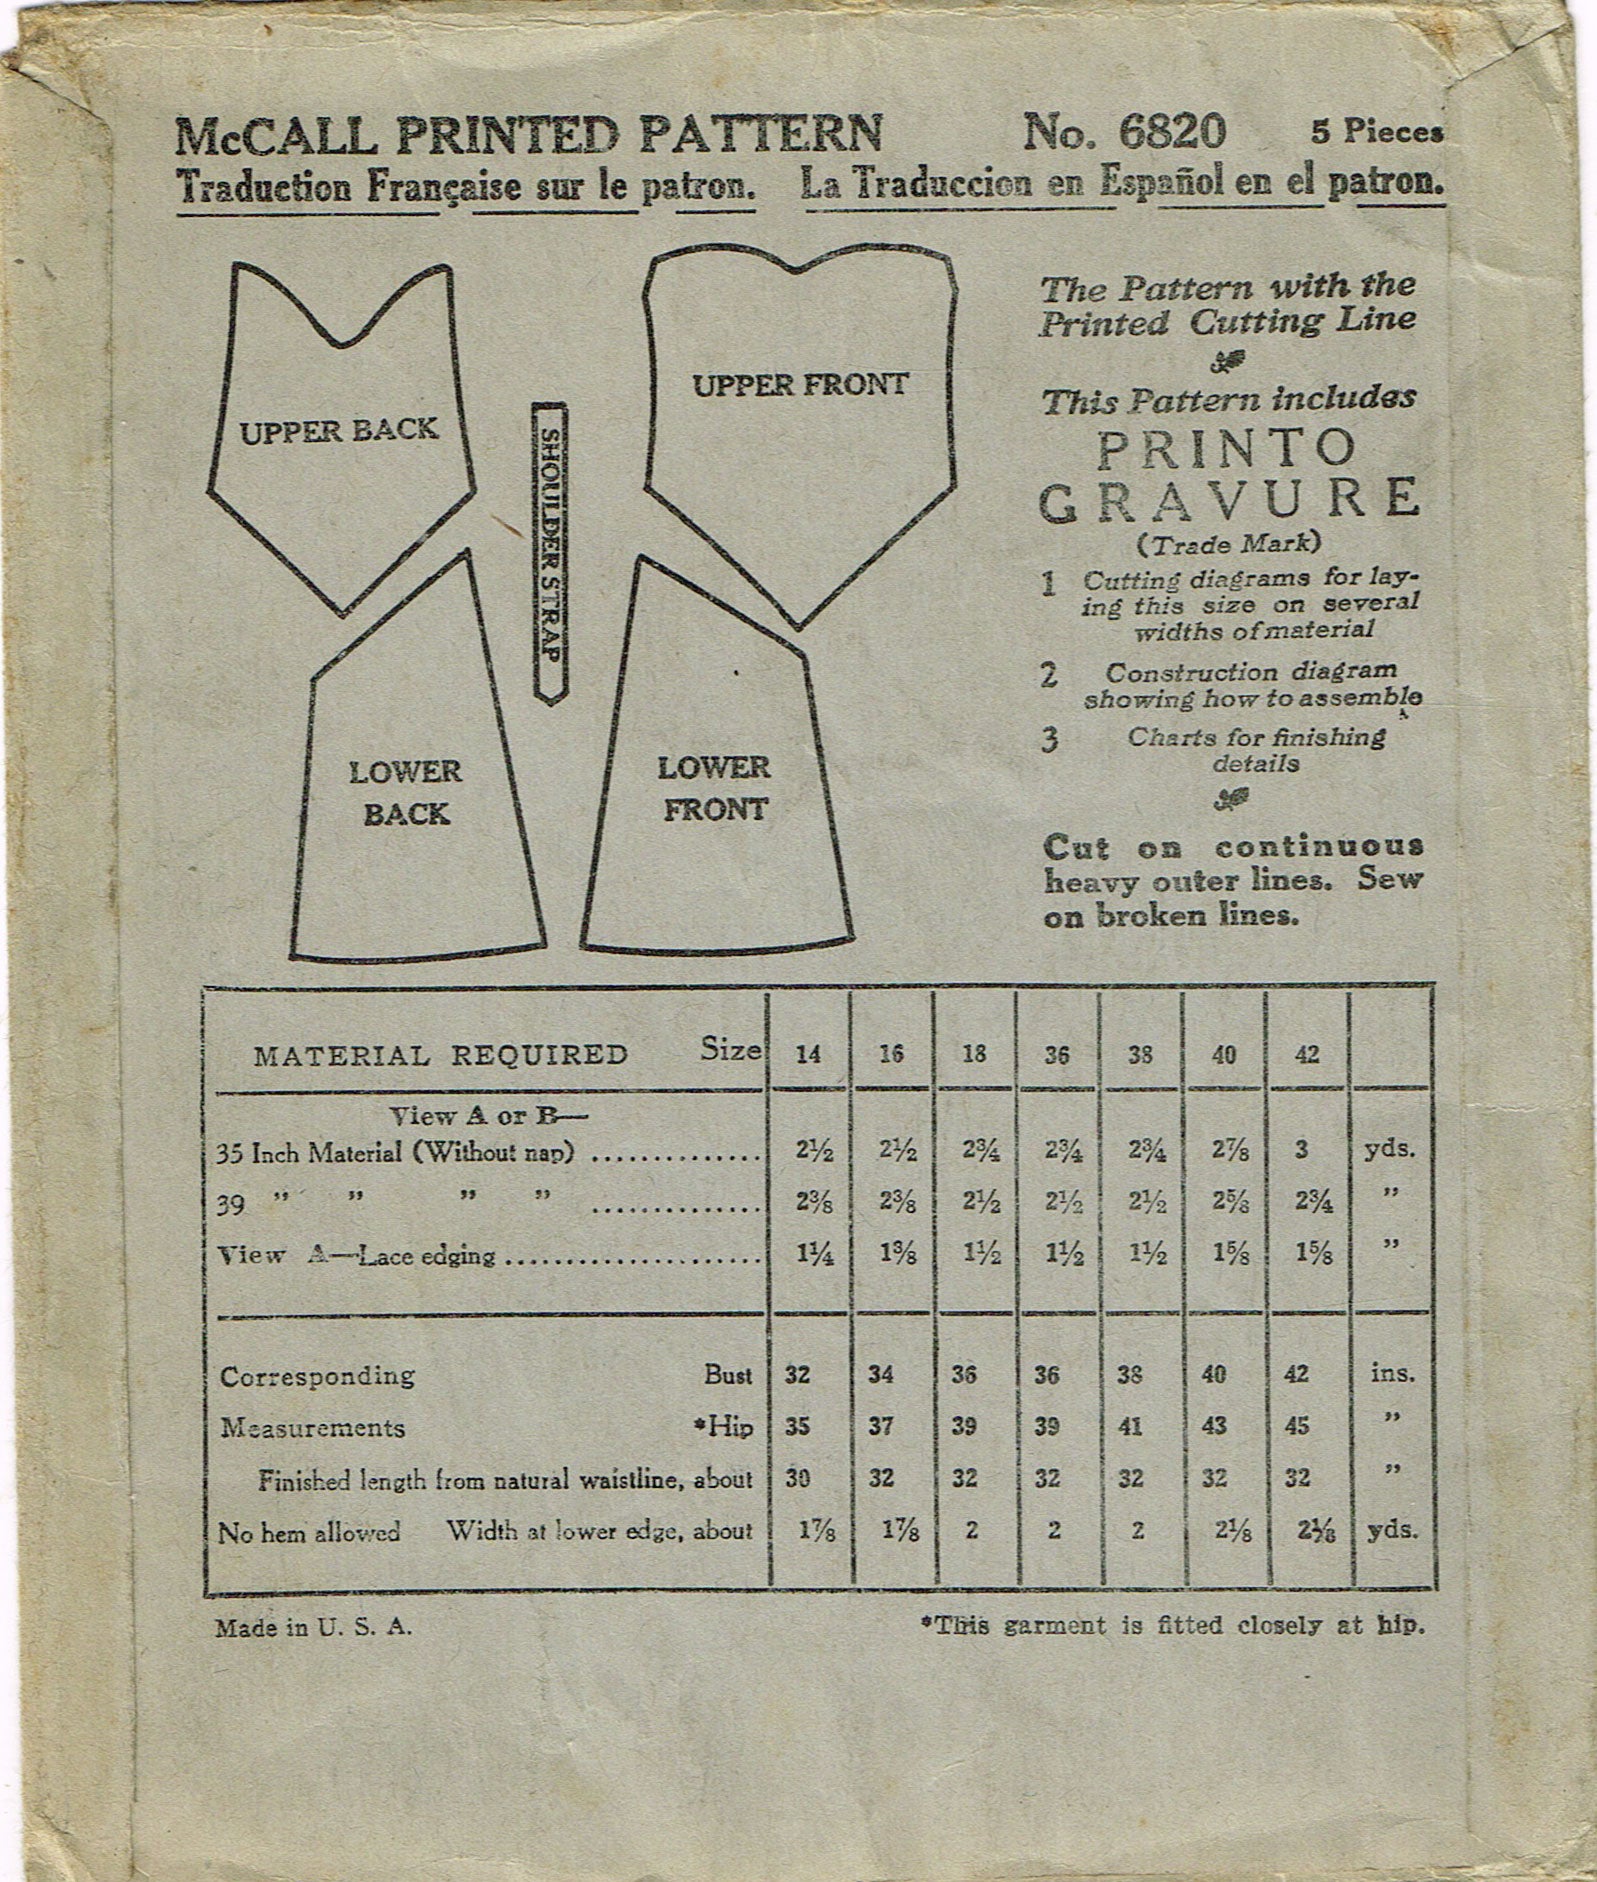 McCALL PRINTED PATTERN No. 6820 5 Pieces
Traduction Française sur le patron. La Traduccion en Español en el patron.
UPPER BACK
SHOULDER STRAP
UPPER FRONT
LOWER
BACK
LOWER
FRONT
The Pattern with the
Printed Cutting Line
This Pattern includes
PRINTO
GRAVURE
(Trade Mark)
1 Cutting diagrams for lay-
ing this size on several
widths of material
2 Construction diagram
showing how to assemble
3 Charts for finishing
details
Cut on continuous
heavy outer lines. Sew
on broken lines.
MATERIAL REQUIRED Size 14 16 18 36 38 40 42
View A or B—
35 Inch Material (Without nap) .............. 2½ 2½ 2¾ 2¾ 2¾ 2⅞ 3 yds.
39 " " " " .............. 2⅜ 2⅜ 2½ 2½ 2½ 2⅝ 2¾ "
View A—Lace edging ..................... 1¼ 1⅜ 1½ 1½ 1½ 1⅝ 1⅝ "
Corresponding Bust 32 34 36 36 38 40 42 ins.
Measurements *Hip 35 37 39 39 41 43 45 "
Finished length from natural waistline, about 30 32 32 32 32 32 32 "
No hem allowed Width at lower edge, about 1⅞ 1⅞ 2 2 2 2⅛ 2⅛ yds.
Made in U. S. A. *This garment is fitted closely at hip.